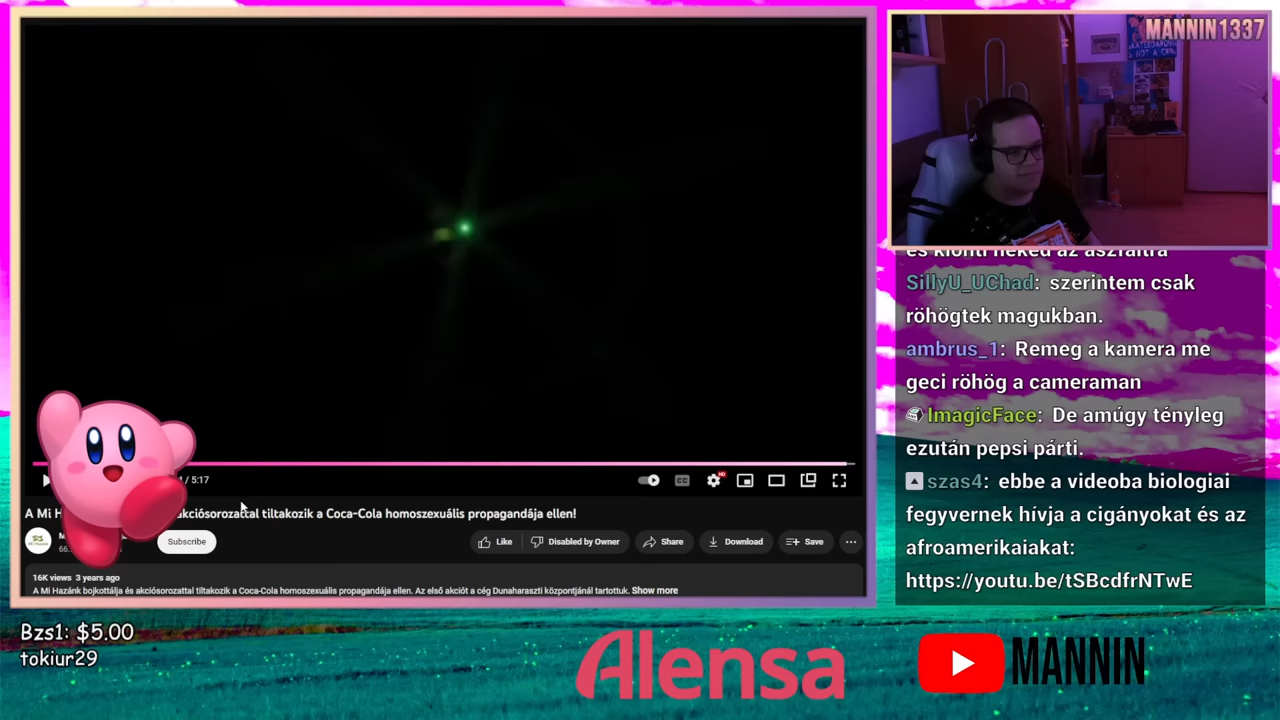 MANNIN1337
és kiönti neked az aszfaltra
SillyU_UChad: szerintem csak
röhögtek magukban.
ambrus_1: Remeg a kamera me
geci röhög a cameraman
ImagicFace: De amúgy tényleg
ezután pepsi párti.
szas4: ebbe a videoba biologiai
fegyvernek hívja a cigányokat és az
afroamerikaiakat:
https://youtu.be/tSBcdfrNTwE
/ 5:17
CC
HD
A Mi H
akciósorozattal tiltakozik a Coca-Cola homoszexuális propagandája ellen!
Subscribe
Like
Disabled by Owner
Share
Download
Save
16K views 3 years ago
A Mi Hazánk bojkottálja és akciósorozattal tiltakozik a Coca-Cola homoszexuális propagandája ellen. Az első akciót a cég Dunaharaszti központjánál tartottuk. Show more
Bzs1: $5.00
tokiur29
Alensa
MANNIN